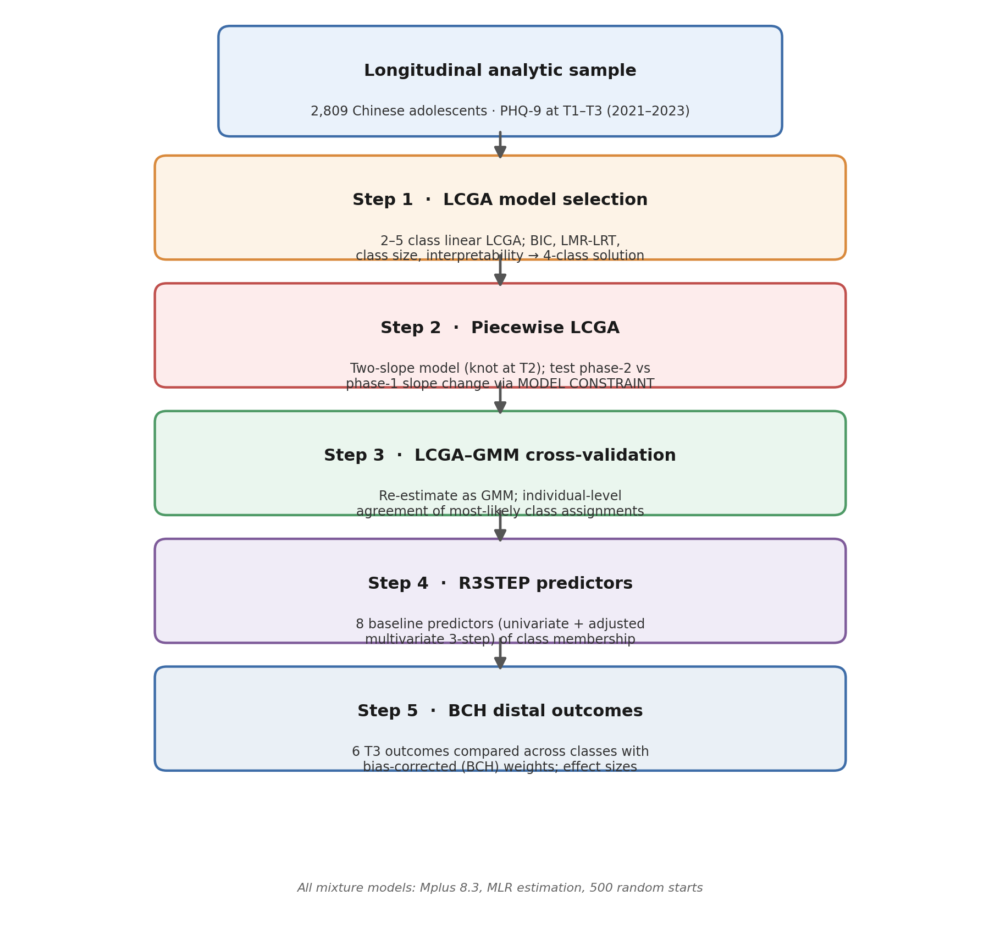 Longitudinal analytic sample
2,809 Chinese adolescents · PHQ-9 at T1–T3 (2021–2023)
Step 1 · LCGA model selection
2–5 class linear LCGA; BIC, LMR-LRT,
class size, interpretability → 4-class solution
Step 2 · Piecewise LCGA
Two-slope model (knot at T2); test phase-2 vs
phase-1 slope change via MODEL CONSTRAINT
Step 3 · LCGA–GMM cross-validation
Re-estimate as GMM; individual-level
agreement of most-likely class assignments
Step 4 · R3STEP predictors
8 baseline predictors (univariate + adjusted
multivariate 3-step) of class membership
Step 5 · BCH distal outcomes
6 T3 outcomes compared across classes with
bias-corrected (BCH) weights; effect sizes
All mixture models: Mplus 8.3, MLR estimation, 500 random starts